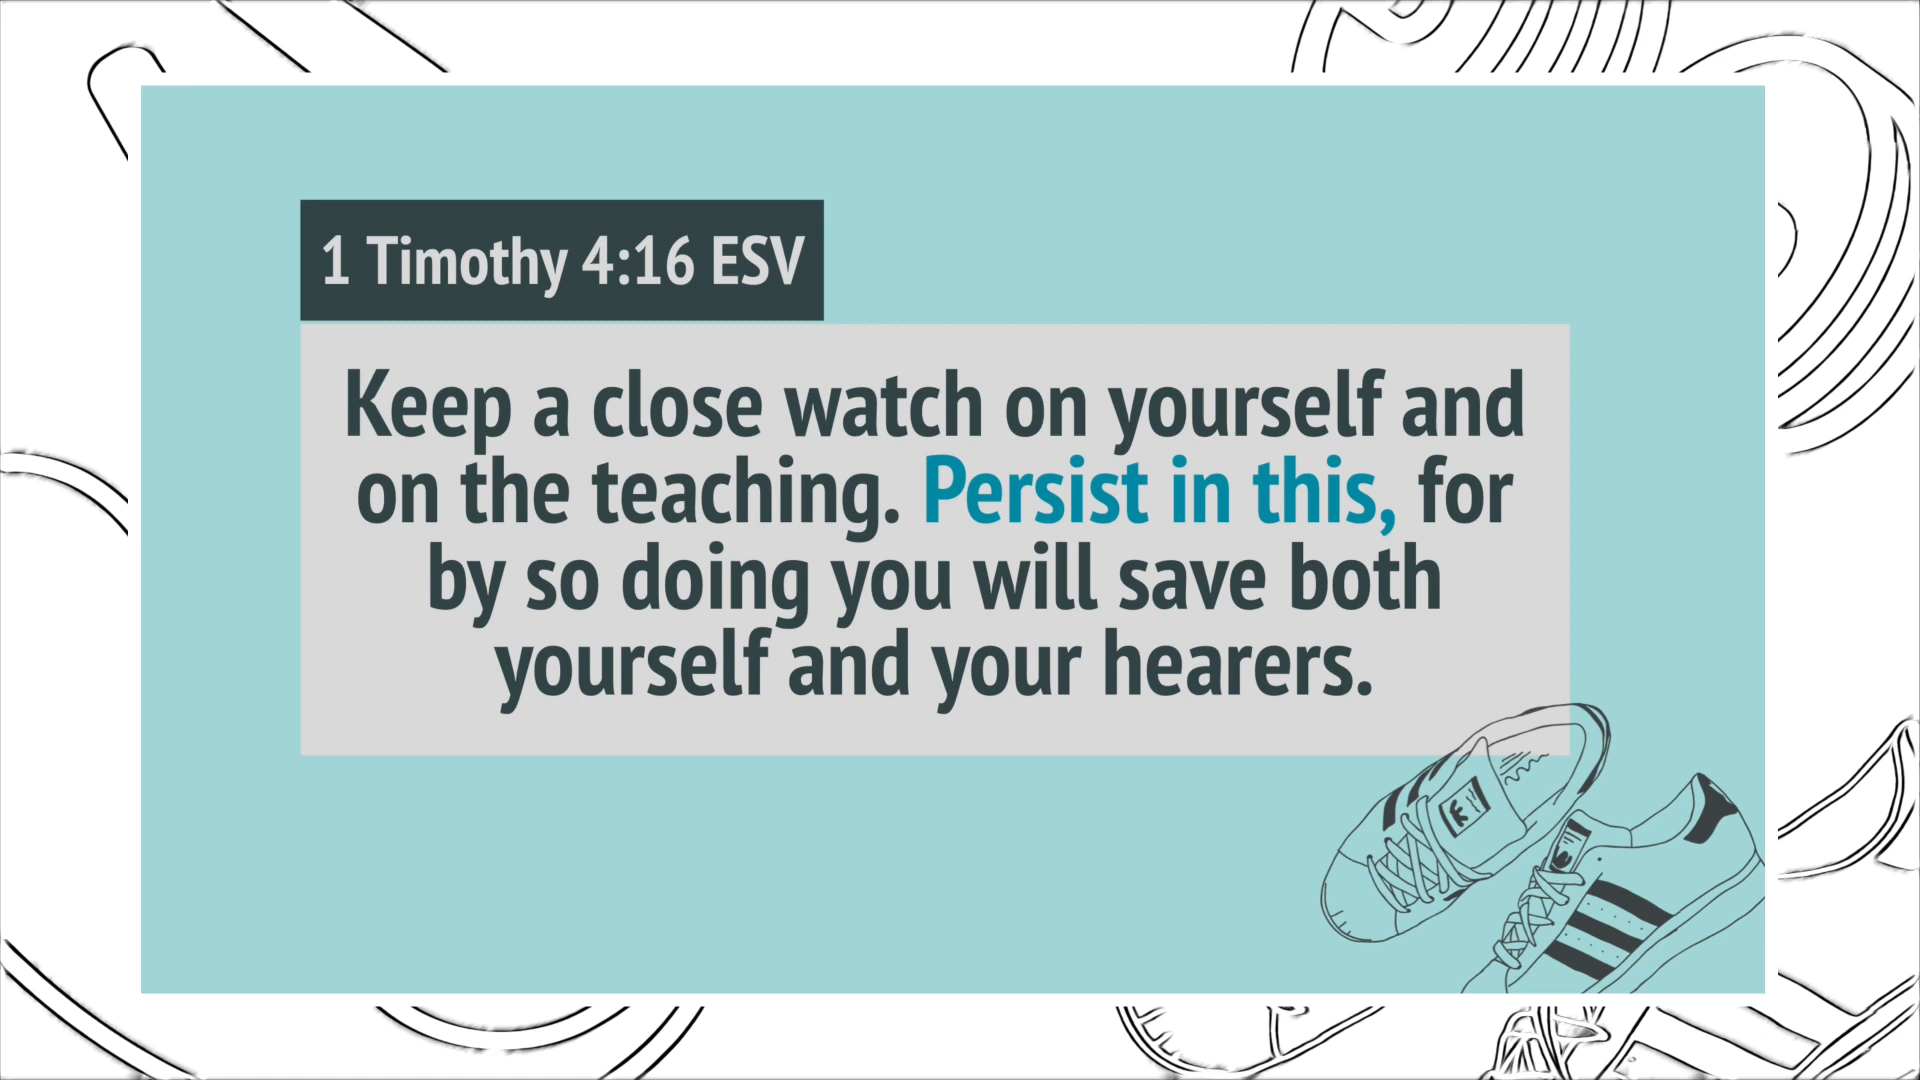 1 Timothy 4:16 ESV
Keep a close watch on yourself and
on the teaching. Persist in this, for
by so doing you will save both
yourself and your hearers.